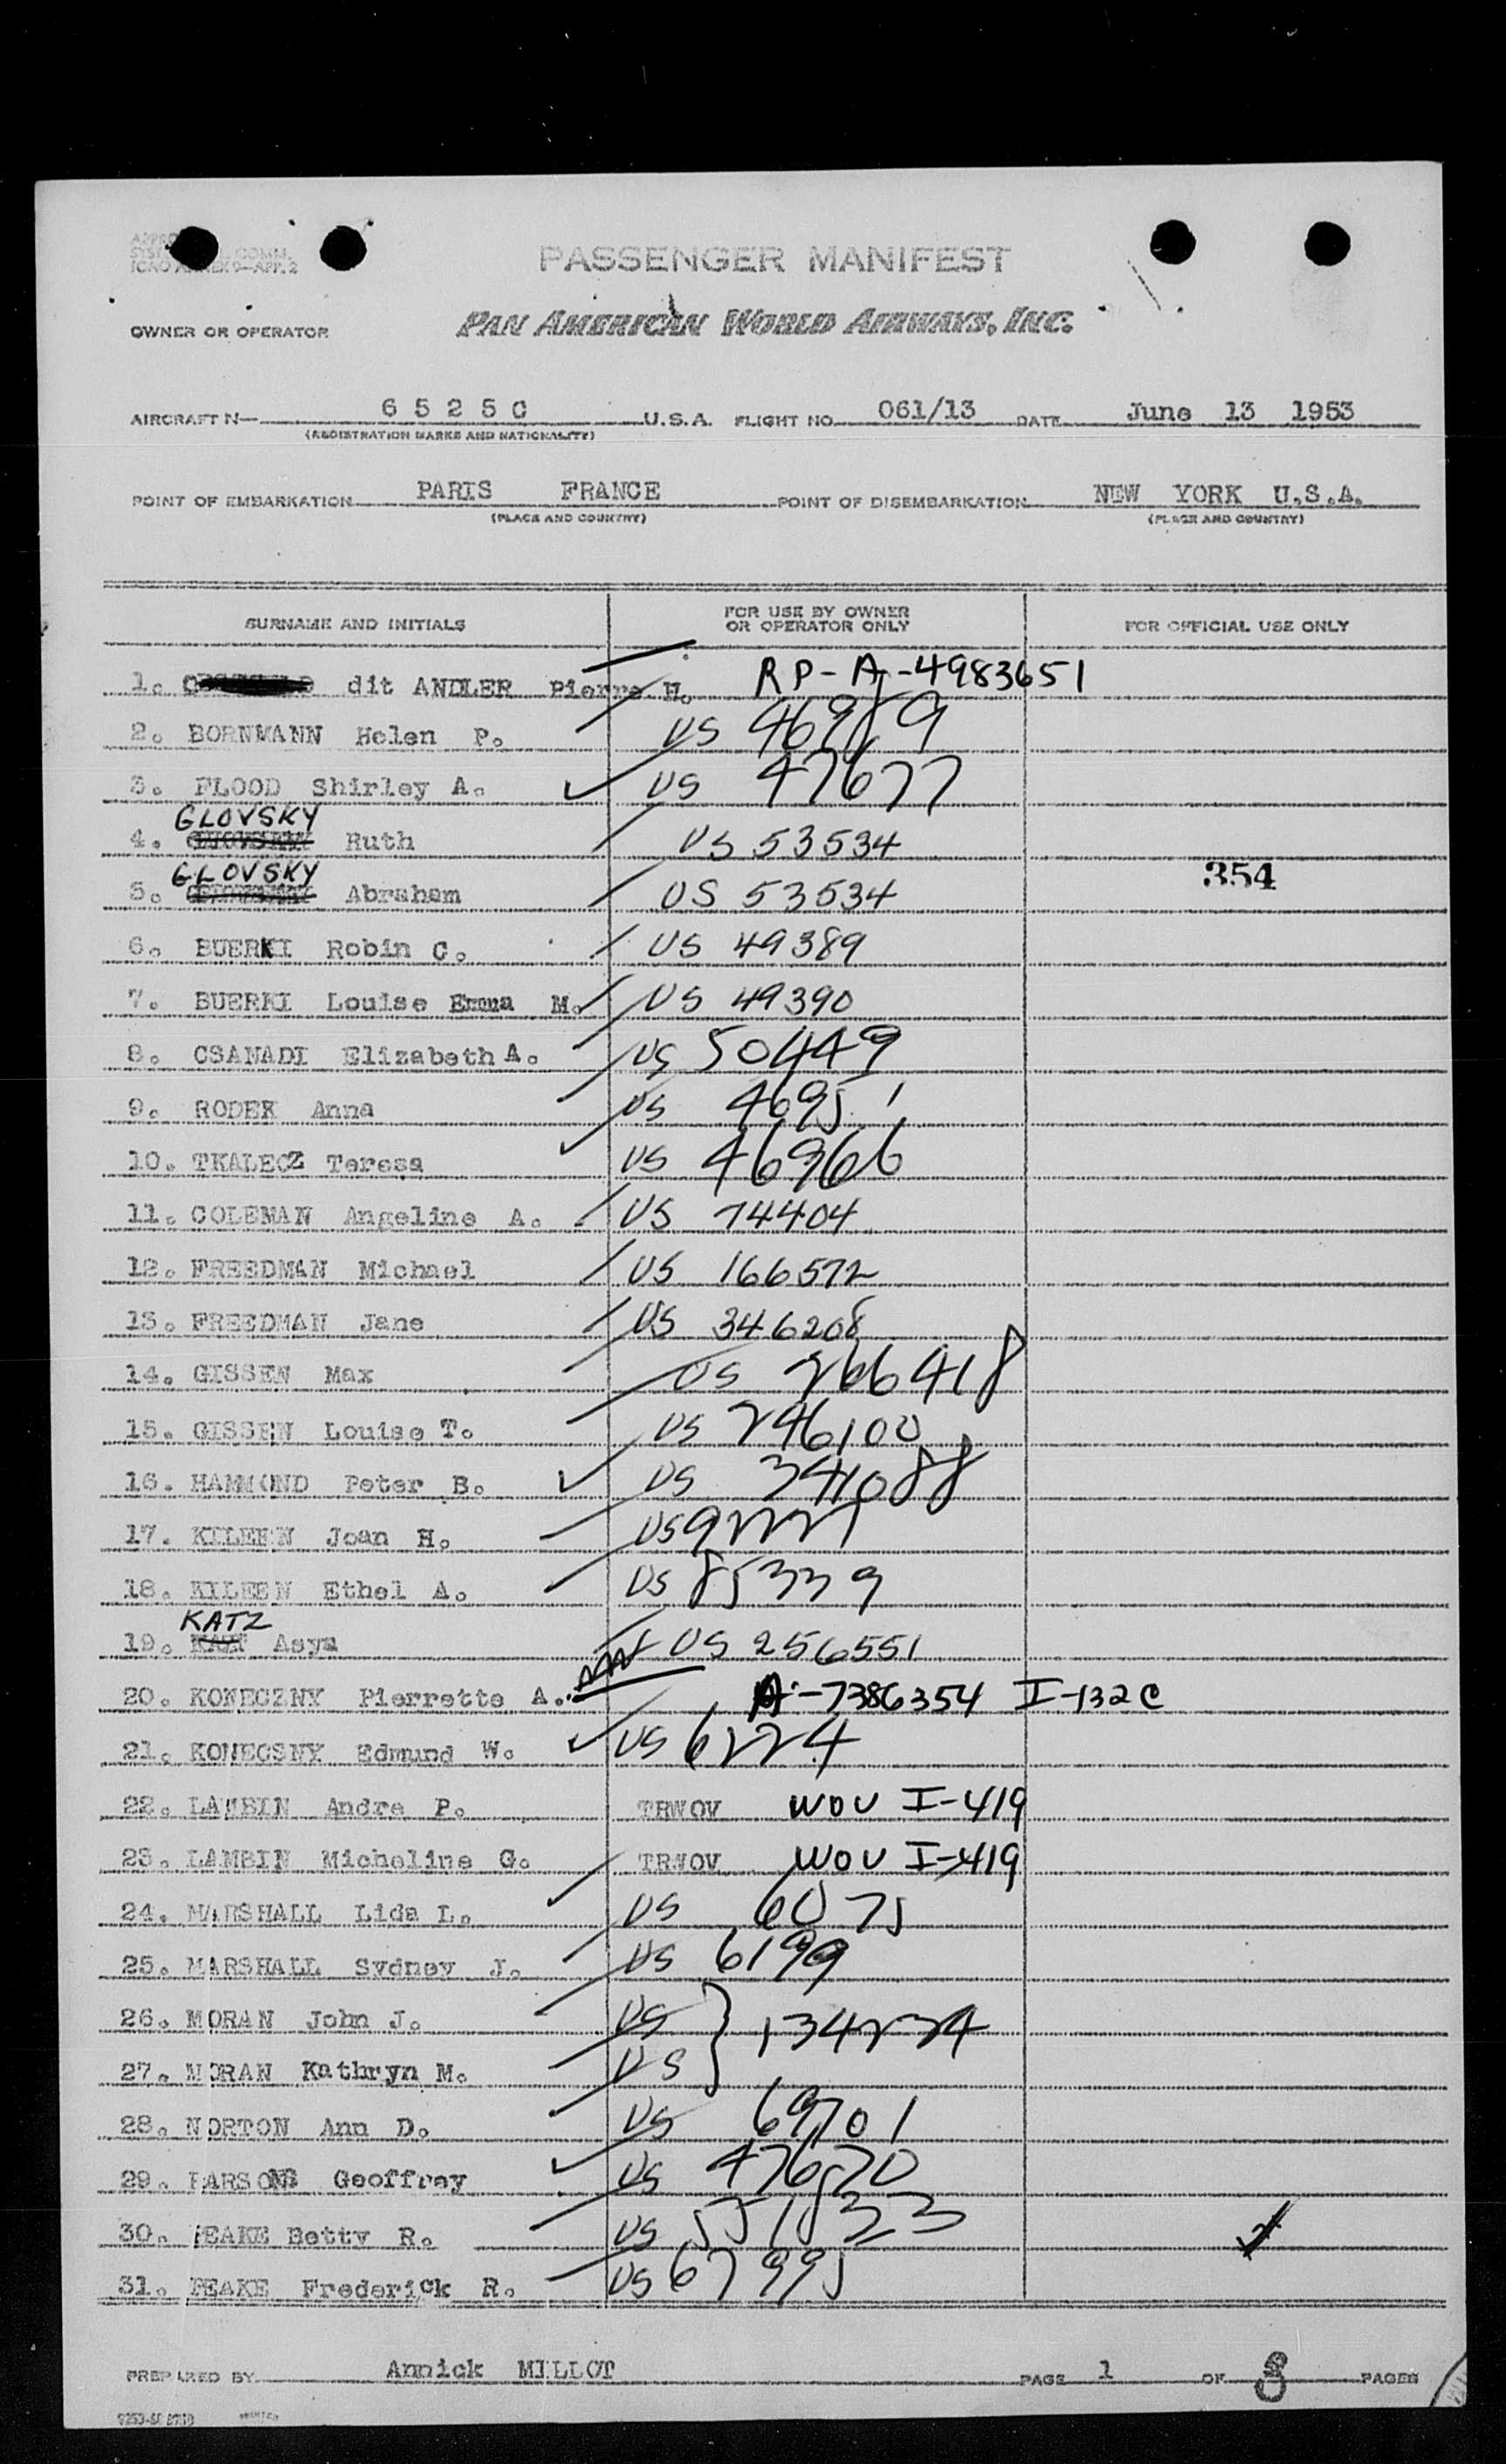 PASSENGER MANIFEST
OWNER OR OPERATOR PAN AMERICAN WORLD AIRWAYS, INC.
AIRCRAFT N- 6 5 2 5 C U.S.A. FLIGHT NO. 061/13 DATE June 13 1953
(REGISTRATION MARKS AND NATIONALITY)
POINT OF EMBARKATION PARIS FRANCE POINT OF DISEMBARKATION NEW YORK U.S.A.
(PLACE AND COUNTRY) (PLACE AND COUNTRY)
SURNAME AND INITIALS FOR USE BY OWNER OR OPERATOR ONLY FOR OFFICIAL USE ONLY
1. dit ANDLER Pierre H. RP-A-4983651
2. BORNMANN Helen P. US 46989
3. FLOOD Shirley A. US 47677
4. GLOVSKY Ruth US 53534
5. GLOVSKY Abraham US 53534 354
6. BUERKI Robin C. US 49389
7. BUERKI Louise Emma M. US 49390
8. CSANADI Elizabeth A. US 50449
9. RODEK Anna US 46951
10. TKALECZ Teresa US 46966
11. COLEMAN Angeline A. US 74404
12. FREEDMAN Michael US 166572
13. FREEDMAN Jane US 346208
14. GISSEN Max US 266418
15. GISSEN Louise T. US 246100
16. HAMMOND Peter B. US 341088
17. KILEEN Joan H. US
18. KILEEN Ethel A. US 85339
19. KATZ Asya US 256551
20. KONECZNY Pierrette A. A-7386354 I-132C
21. KONECSNY Edmund W. US 6224
22. LAMBIN Andre P. TRWOV WOV I-419
23. LAMBIN Micheline G. TRWOV WOV I-419
24. MARSHALL Lida L. US 6075
25. MARSHALL Sydney J. US 6199
26. MORAN John J. US 134224
27. MORAN Kathryn M. US
28. NORTON Ann D. US 69701
29. PARSONS Geoffrey US
30. PEAKE Betty R. US 551823
31. PEAKE Frederick R. US 67995
PREPARED BY Annick MILLOT PAGE 1 OF PAGES